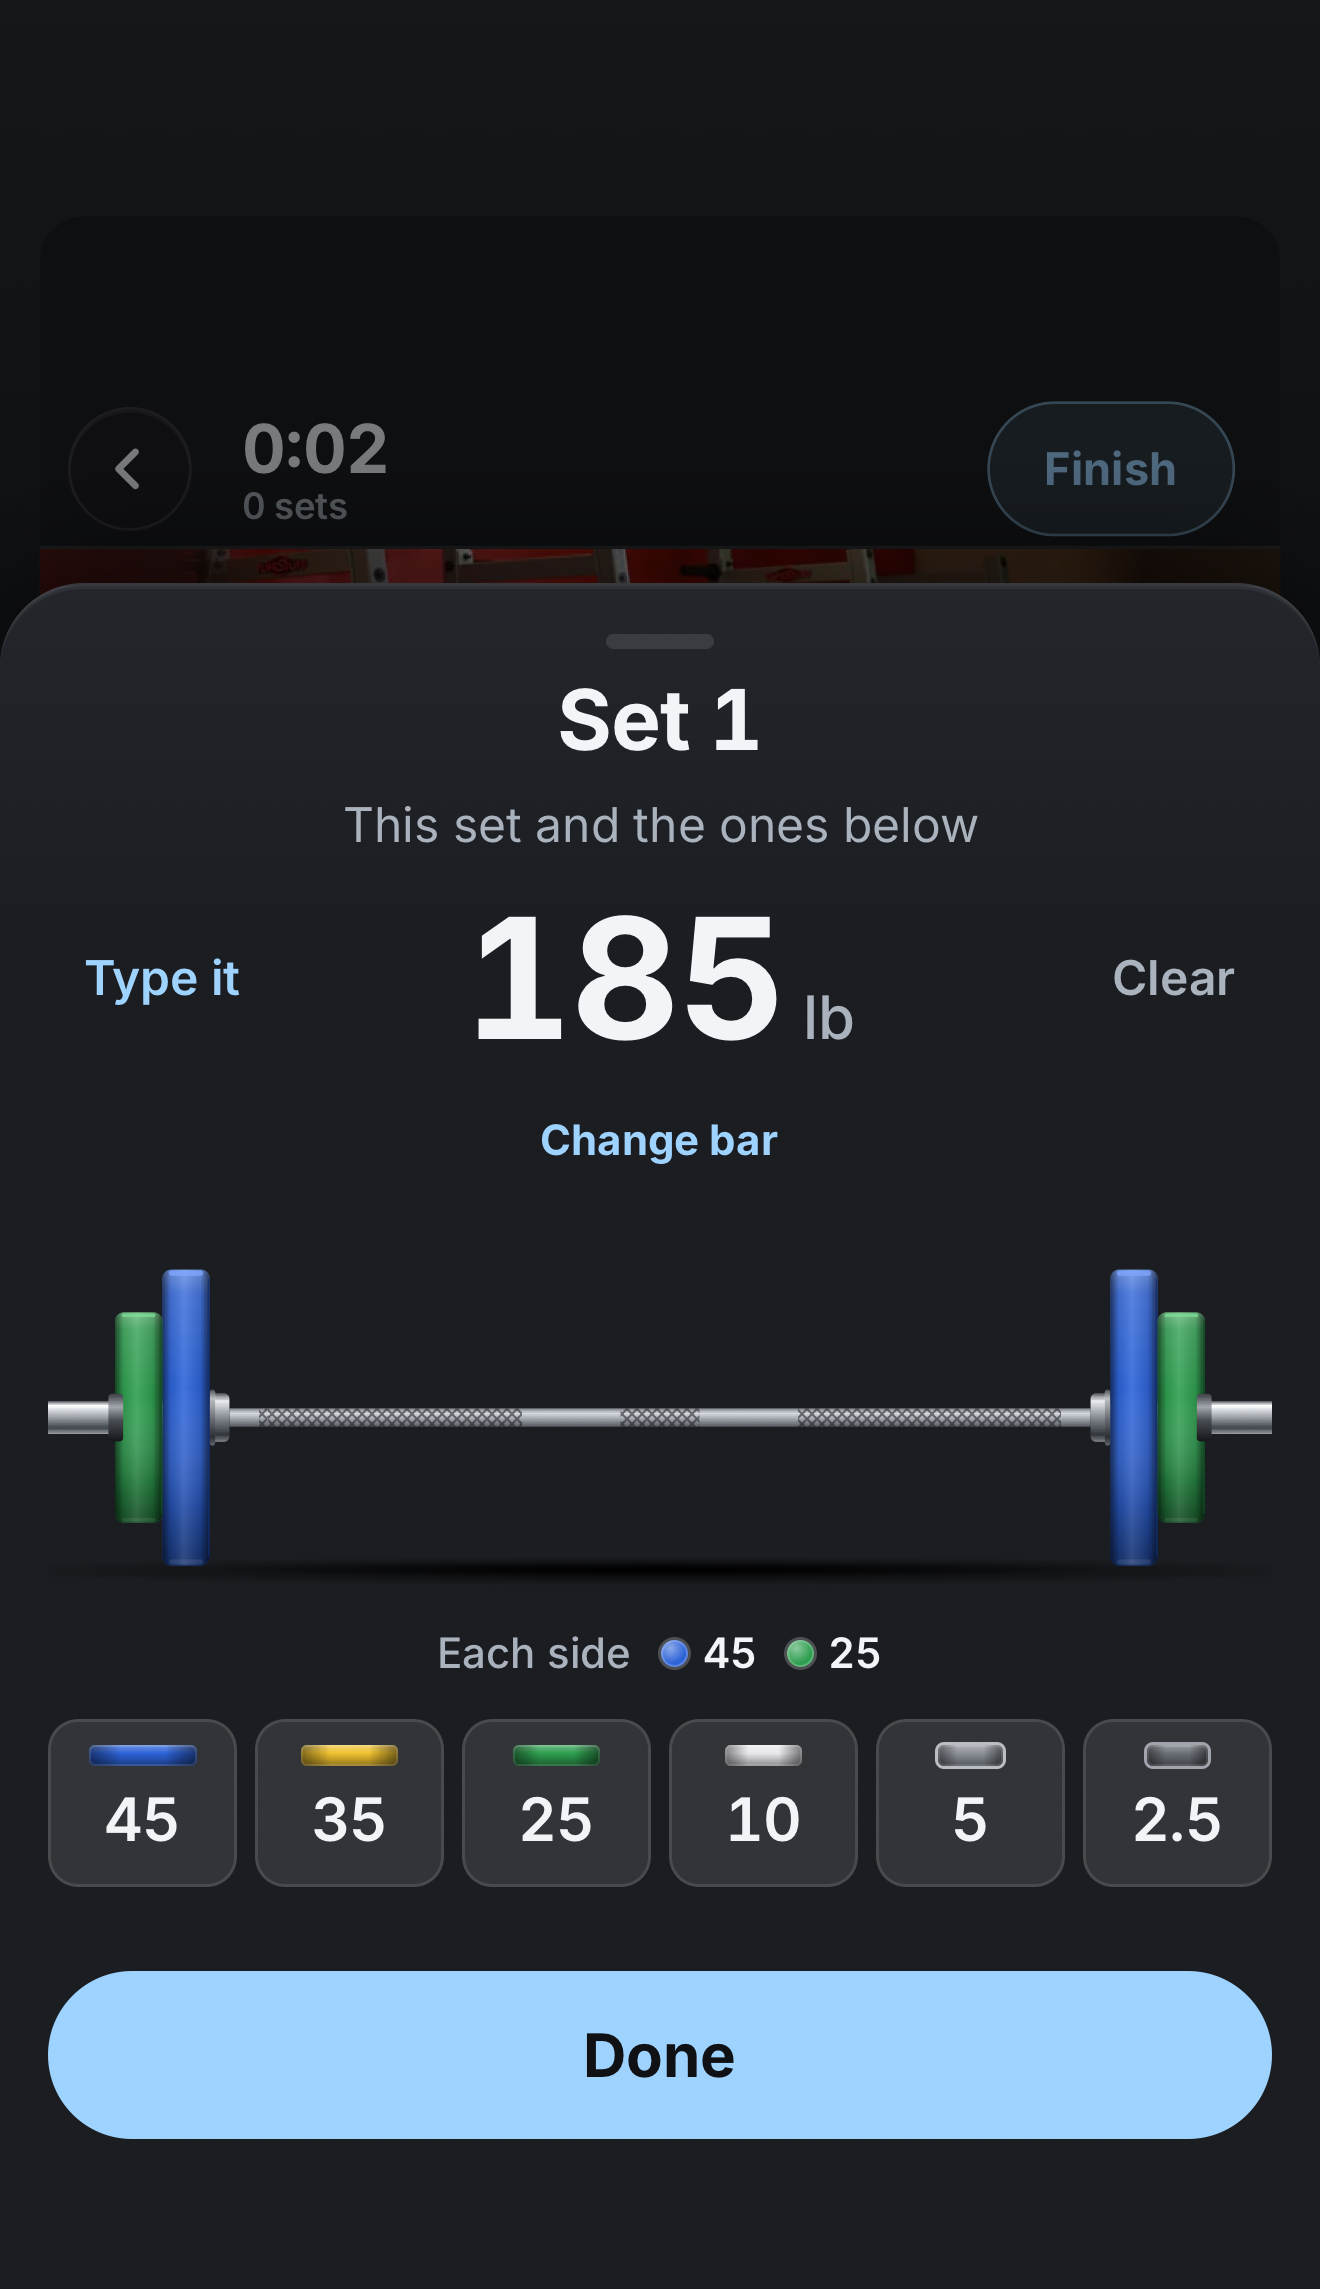 0:02
0 sets
Finish
Set 1
This set and the ones below
Type it
185 lb
Clear
Change bar
Each side 45 25
45 35 25 10 5 2.5
Done